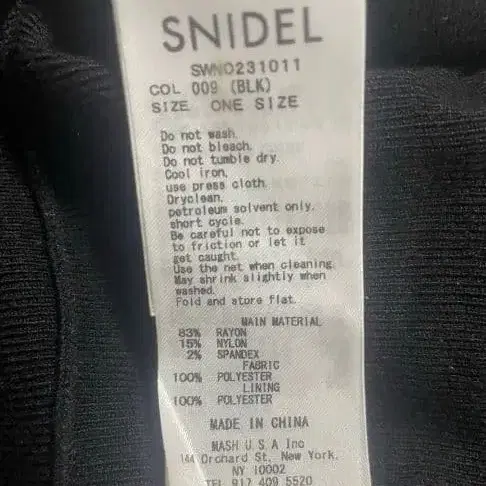 SNIDEL
SWNO231011
COL 009 (BLK)
SIZE ONE SIZE
Do not wash.
Do not bleach.
Do not tumble dry.
Cool iron,
use press cloth.
Dryclean,
petroleum solvent only,
short cycle.
Be careful not to expose
to friction or let it
get caught.
Use the net when cleaning.
May shrink slightly when
washed.
Fold and store flat.
MAIN MATERIAL
83% RAYON
15% NYLON
2% SPANDEX
FABRIC
100% POLYESTER
LINING
100% POLYESTER
MADE IN CHINA
MASH U.S.A Inc
144 Orchard St, New York,
NY 10002
TEL 917 409 5520